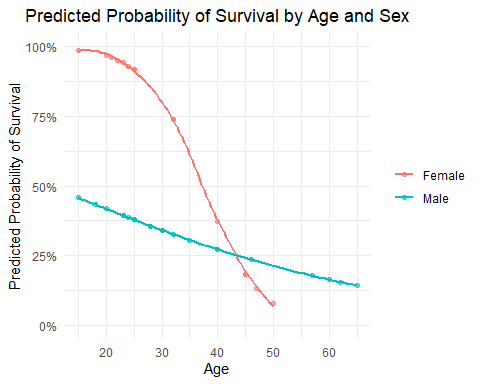 Predicted Probability of Survival by Age and Sex
100%
75%
50%
25%
0%
Predicted Probability of Survival
20 30 40 50 60
Age
Female
Male